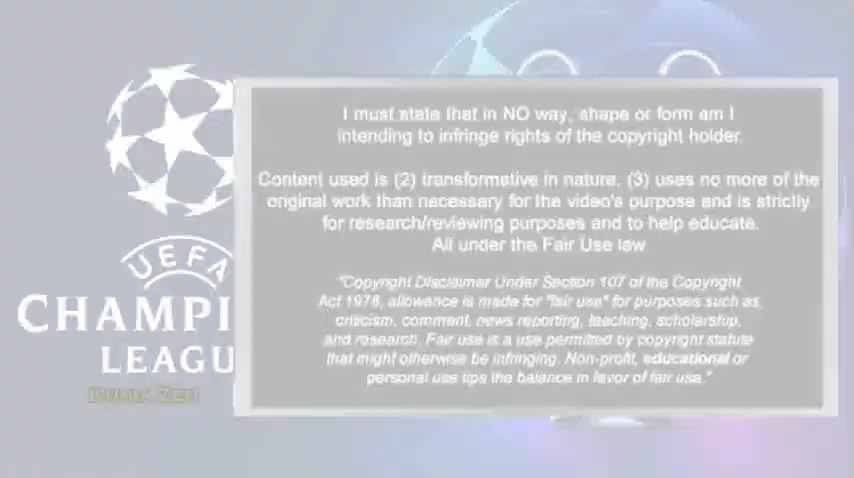 I must state that in NO way, shape or form am I
intending to infringe rights of the copyright holder.
Content used is (2) transformative in nature, (3) uses no more of the
original work than necessary for the video's purpose and is strictly
for research/reviewing purposes and to help educate.
All under the Fair Use law
"Copyright Disclaimer Under Section 107 of the Copyright
Act 1976, allowance is made for "fair use" for purposes such as
criticism, comment, news reporting, teaching, scholarship,
and research. Fair use is a use permitted by copyright statute
that might otherwise be infringing. Non-profit, educational or
personal use tips the balance in favor of fair use."
UEFA
CHAMPI
LEAGU